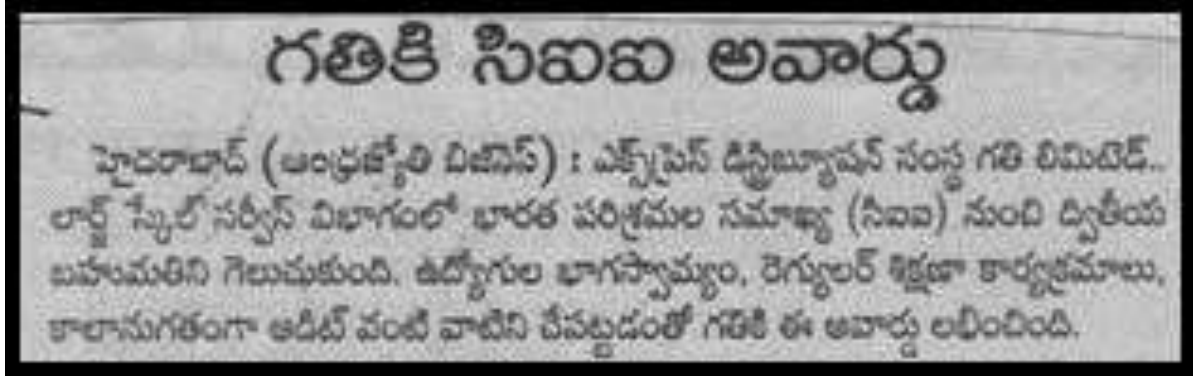 గతికి సిఐఐ అవార్డు
హైదరాబాద్ (ఆంధ్రజ్యోతి బిజినెస్) : ఎక్స్‌ప్రెస్ డిస్ట్రిబ్యూషన్ సంస్థ గతి లిమిటెడ్..
లార్జ్ స్కేల్ సర్వీస్ విభాగంలో భారత పరిశ్రమల సమాఖ్య (సిఐఐ) నుంచి ద్వితీయ
బహుమతిని గెలుచుకుంది. ఉద్యోగుల భాగస్వామ్యం, రెగ్యులర్ శిక్షణా కార్యక్రమాలు,
కాలానుగతంగా ఆడిట్ వంటి వాటిని చేపట్టడంతో గతికి ఈ అవార్డు లభించింది.